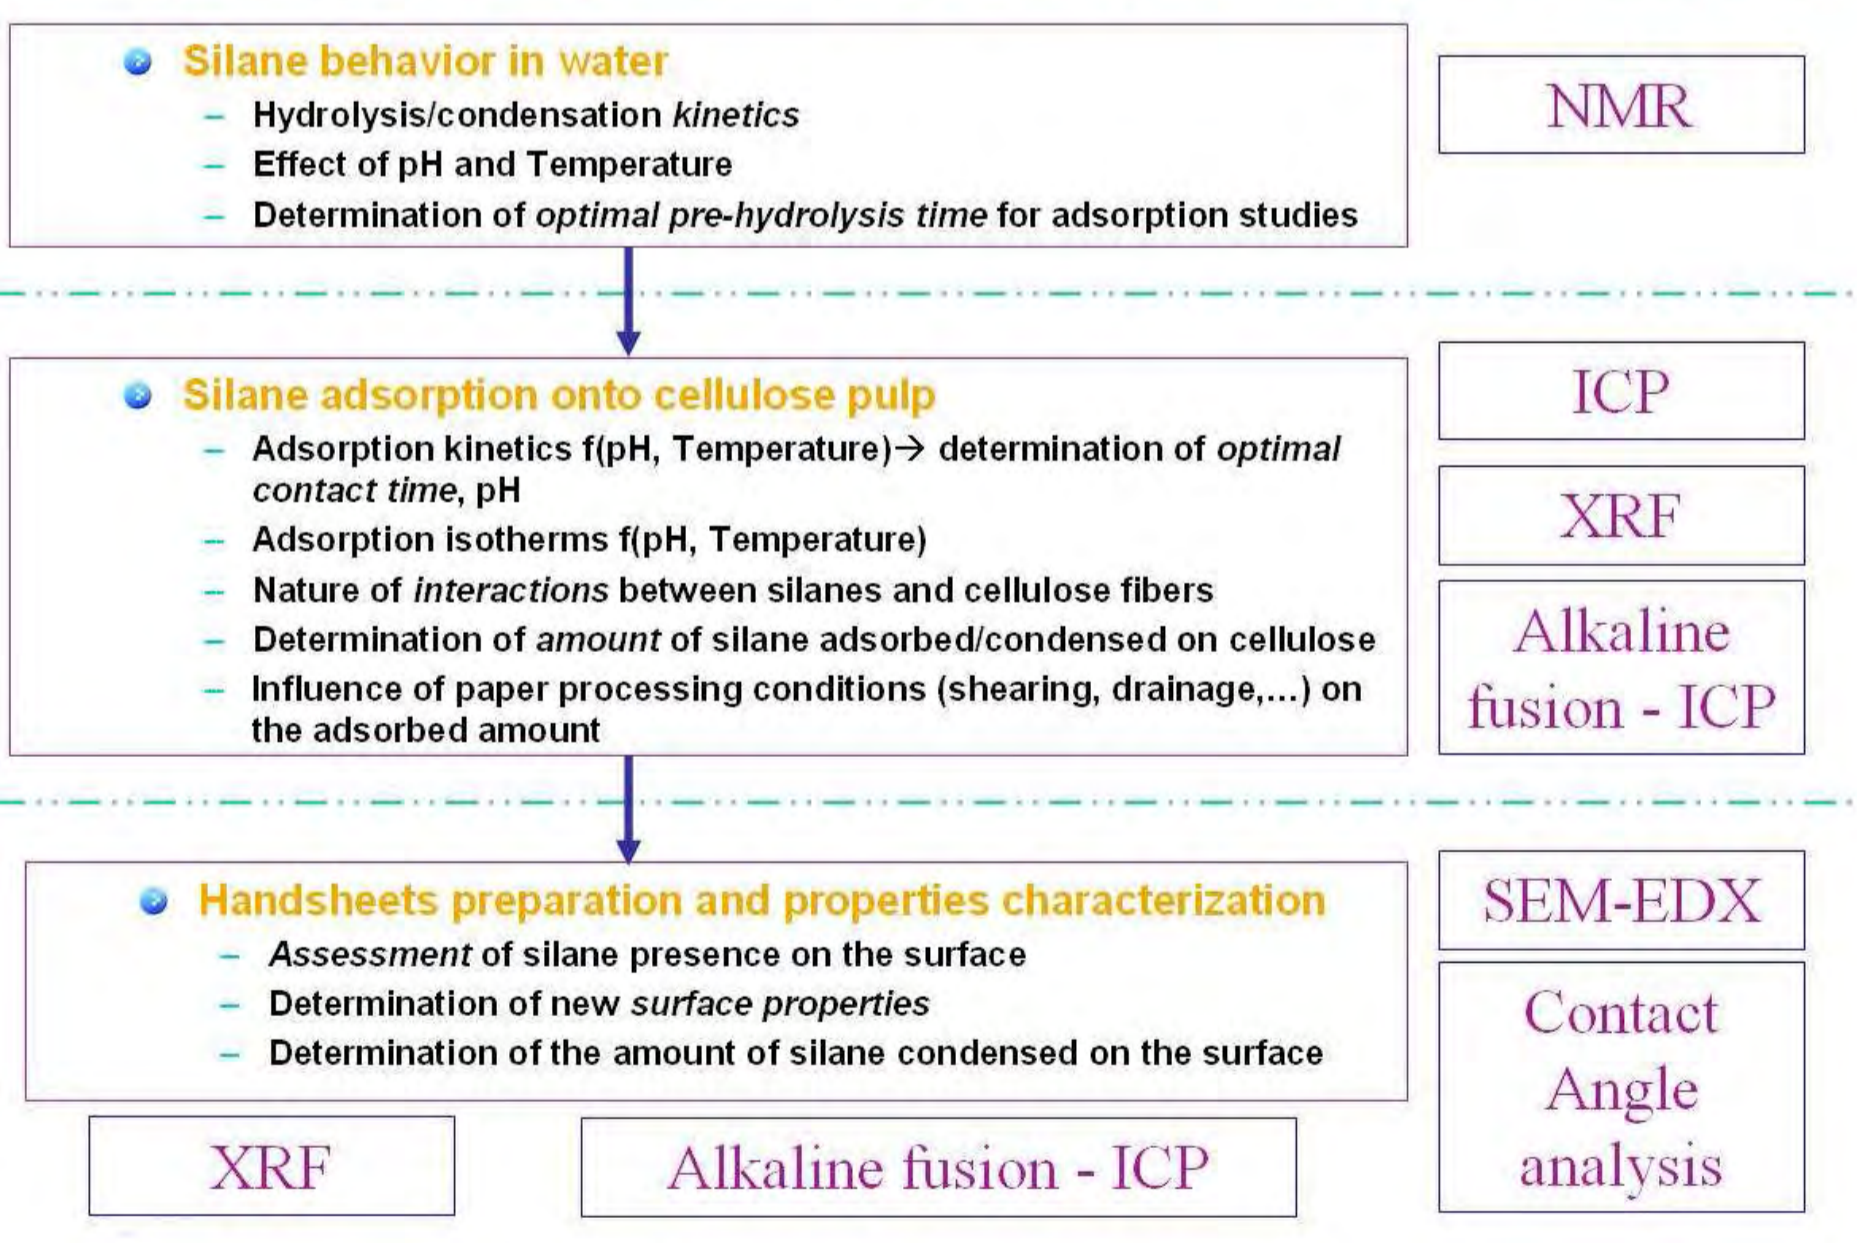 Silane behavior in water
– Hydrolysis/condensation kinetics
– Effect of pH and Temperature
– Determination of optimal pre-hydrolysis time for adsorption studies
NMR
Silane adsorption onto cellulose pulp
– Adsorption kinetics f(pH, Temperature)→ determination of optimal
contact time, pH
– Adsorption isotherms f(pH, Temperature)
– Nature of interactions between silanes and cellulose fibers
– Determination of amount of silane adsorbed/condensed on cellulose
– Influence of paper processing conditions (shearing, drainage,...) on
the adsorbed amount
ICP
XRF
Alkaline
fusion - ICP
Handsheets preparation and properties characterization
– Assessment of silane presence on the surface
– Determination of new surface properties
– Determination of the amount of silane condensed on the surface
SEM-EDX
Contact
Angle
analysis
XRF
Alkaline fusion - ICP